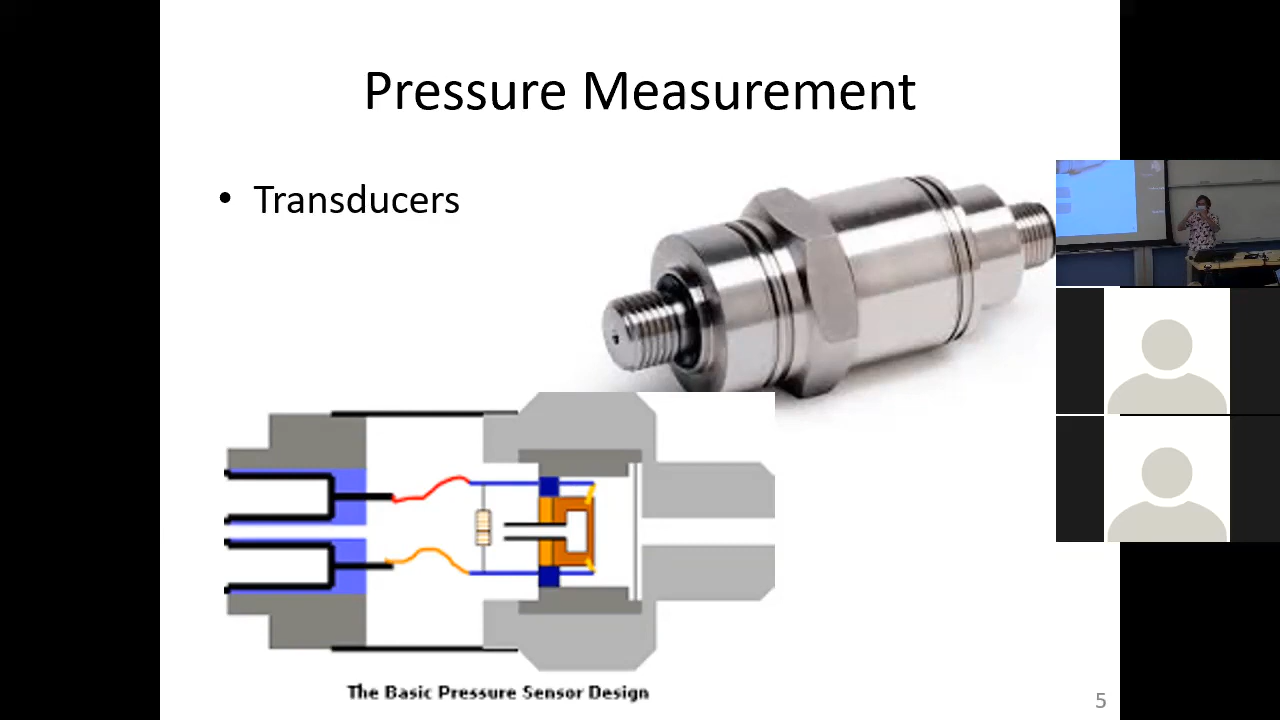 Pressure Measurement
• Transducers
The Basic Pressure Sensor Design
5